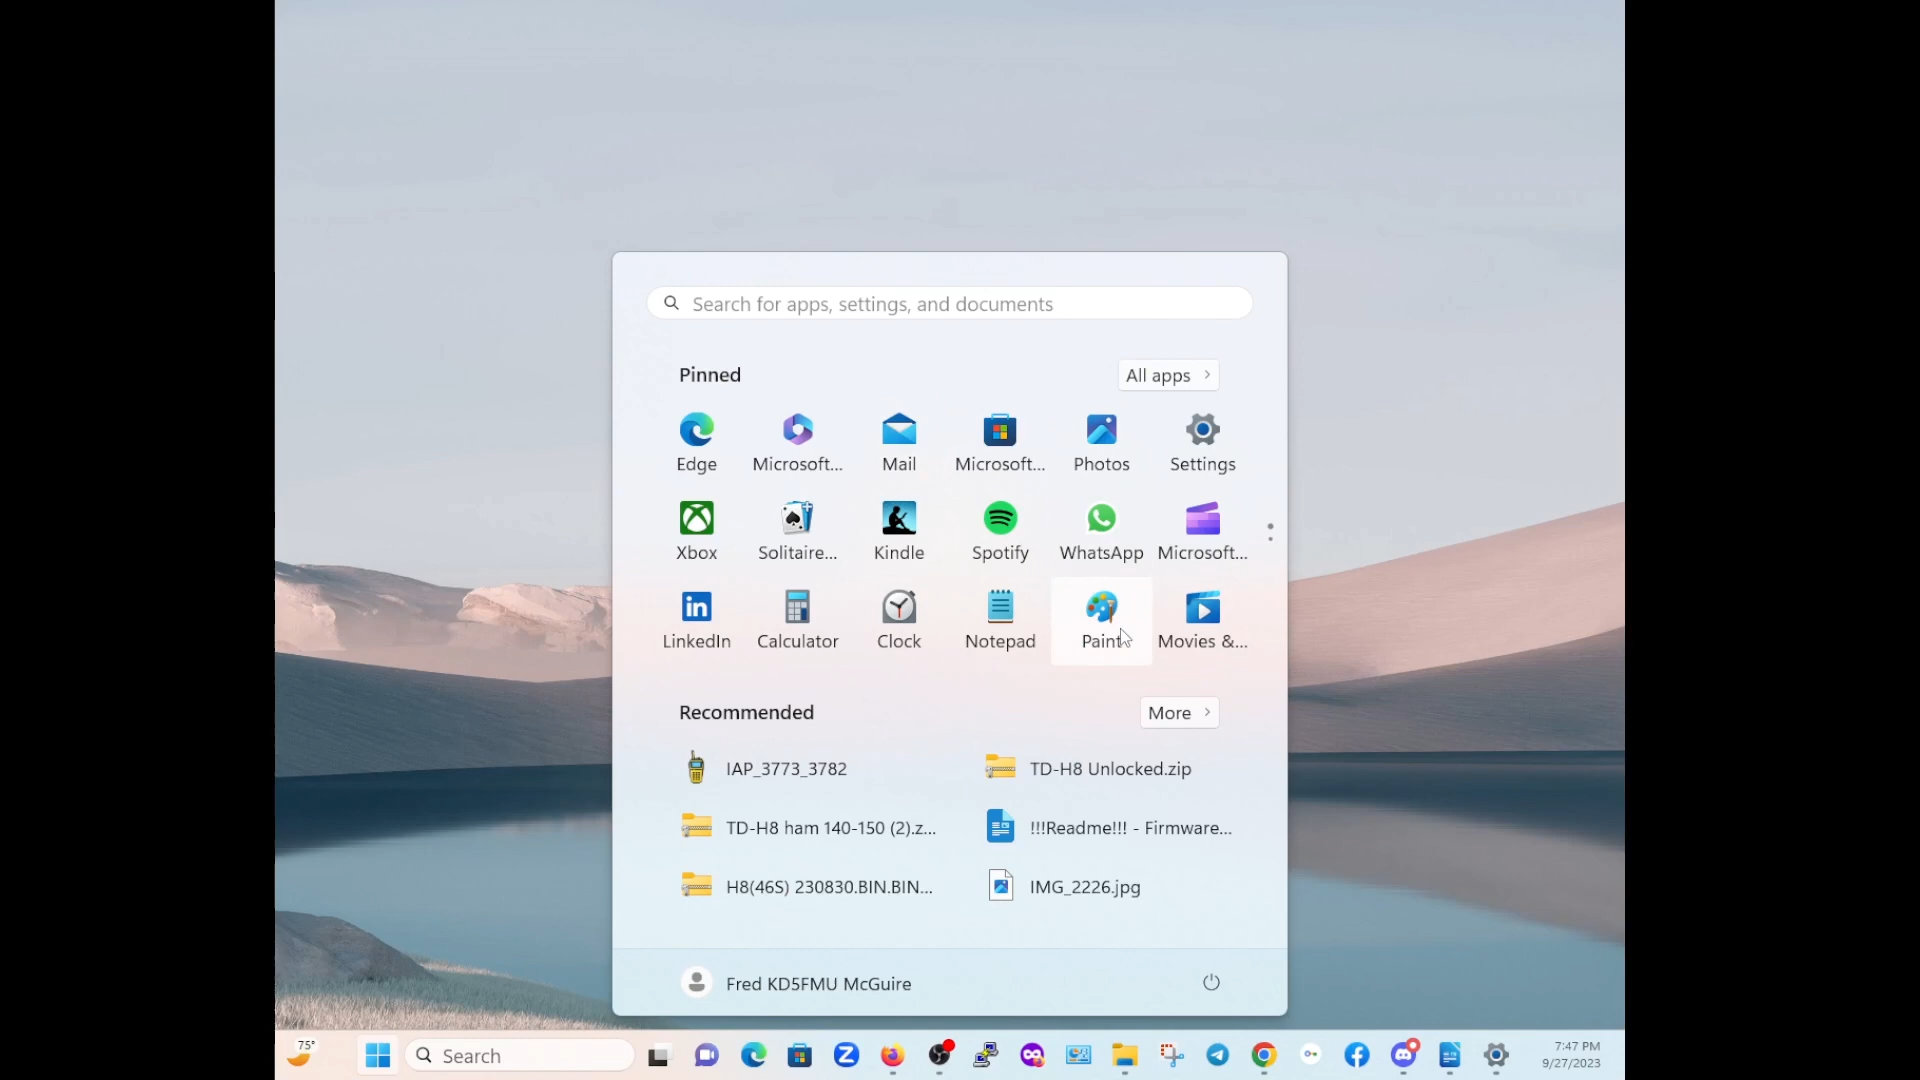 Search for apps, settings, and documents
Pinned
All apps
Edge
Microsoft...
Mail
Microsoft...
Photos
Settings
Xbox
Solitaire...
Kindle
Spotify
WhatsApp
Microsoft...
LinkedIn
Calculator
Clock
Notepad
Paint
Movies &...
Recommended
More
IAP_3773_3782
TD-H8 Unlocked.zip
TD-H8 ham 140-150 (2).z...
!!!Readme!!! - Firmware...
H8(46S) 230830.BIN.BIN...
IMG_2226.jpg
Fred KD5FMU McGuire
75°
Search
7:47 PM
9/27/2023